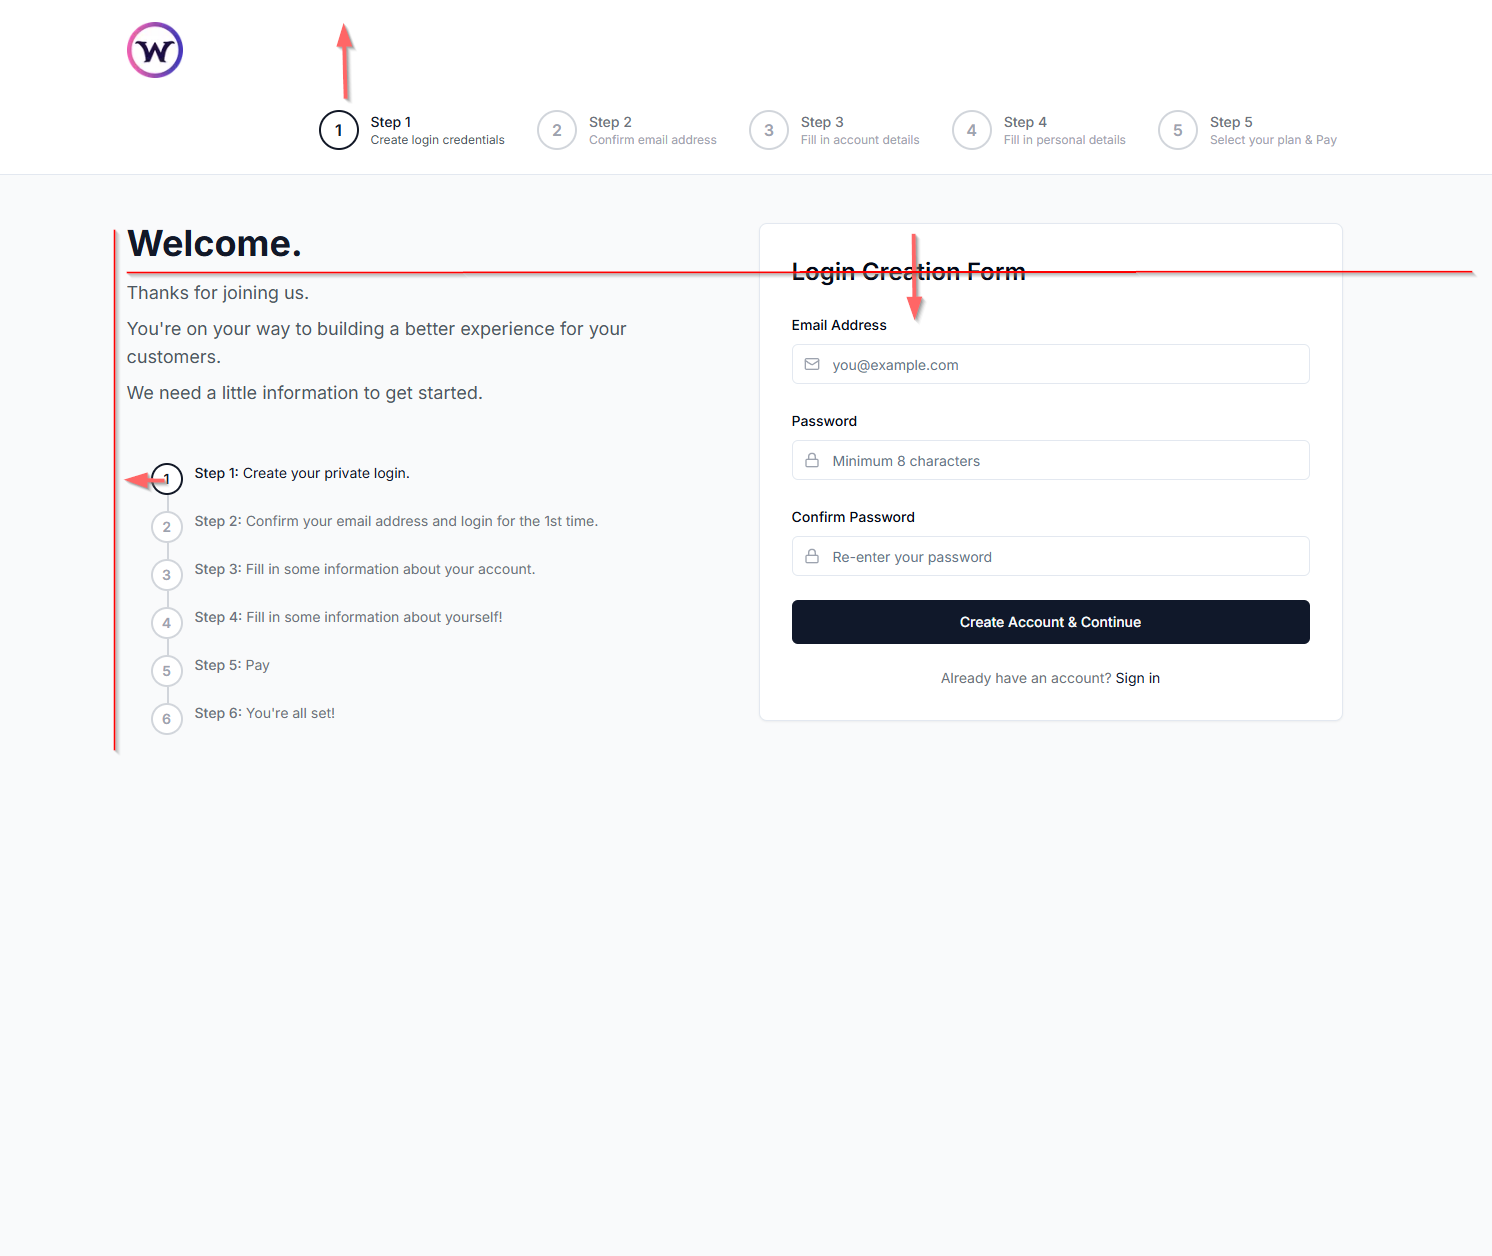 W
1
Step 1
Create login credentials
2
Step 2
Confirm email address
3
Step 3
Fill in account details
4
Step 4
Fill in personal details
5
Step 5
Select your plan & Pay
Welcome.
Thanks for joining us.
You're on your way to building a better experience for your
customers.
We need a little information to get started.
1
Step 1: Create your private login.
2
Step 2: Confirm your email address and login for the 1st time.
3
Step 3: Fill in some information about your account.
4
Step 4: Fill in some information about yourself!
5
Step 5: Pay
6
Step 6: You're all set!
Login Creation Form
Email Address
you@example.com
Password
Minimum 8 characters
Confirm Password
Re-enter your password
Create Account & Continue
Already have an account? Sign in